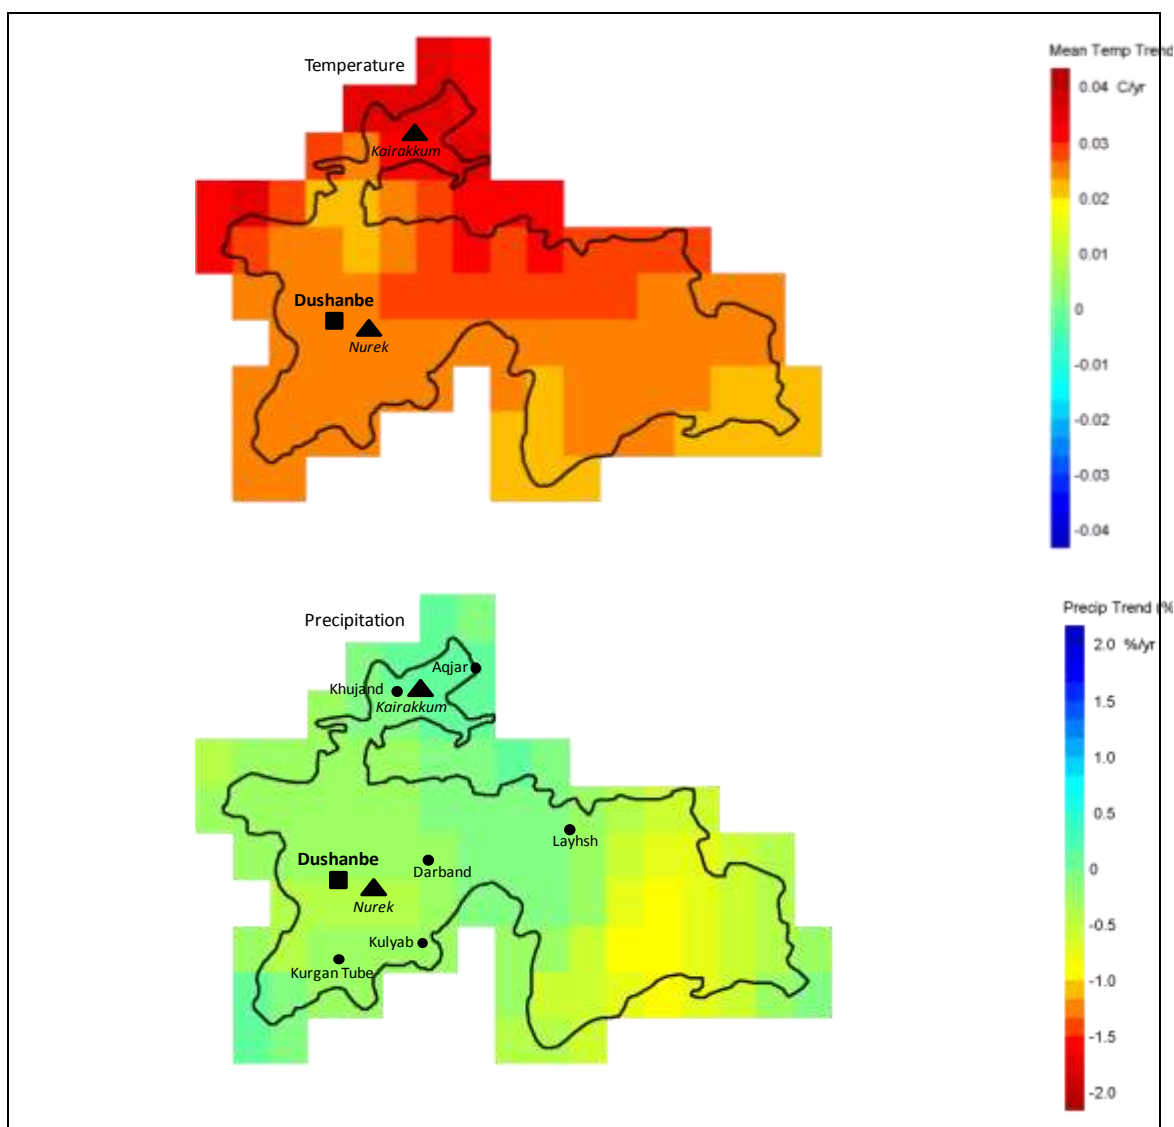 Mean Temp Trend
Temperature
0.04 C/yr
0.03
Kairakkum
0.02
0.01
Dushanbe
0
Nurek
-0.01
-0.02
-0.03
-0.04
Precip Trend (%
Precipitation
2.0 %/yr
Aqjar
Khujand
1.5
Kairakkum
1.0
0.5
Layhsh
Dushanbe
0
Darband
Nurek
-0.5
Kulyab
Kurgan Tube
-1.0
-1.5
-2.0